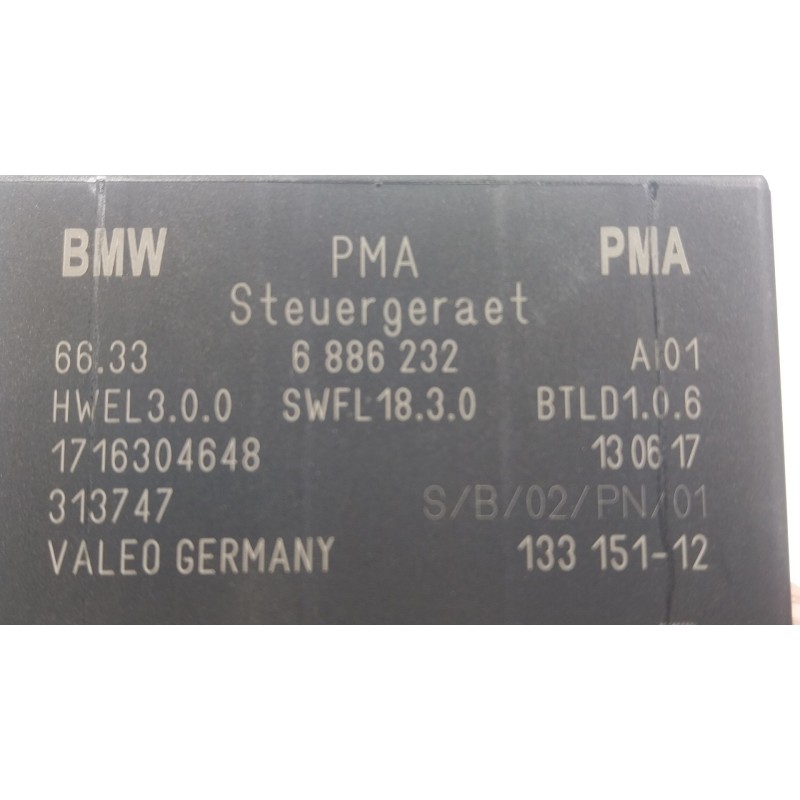 BMW PMA PMA
Steuergeraet
66.33 6 886 232 AI01
HWEL3.0.0 SWFL18.3.0 BTLD1.0.6
1716304648 13 06 17
313747 S/B/02/PN/01
VALEO GERMANY 133 151-12